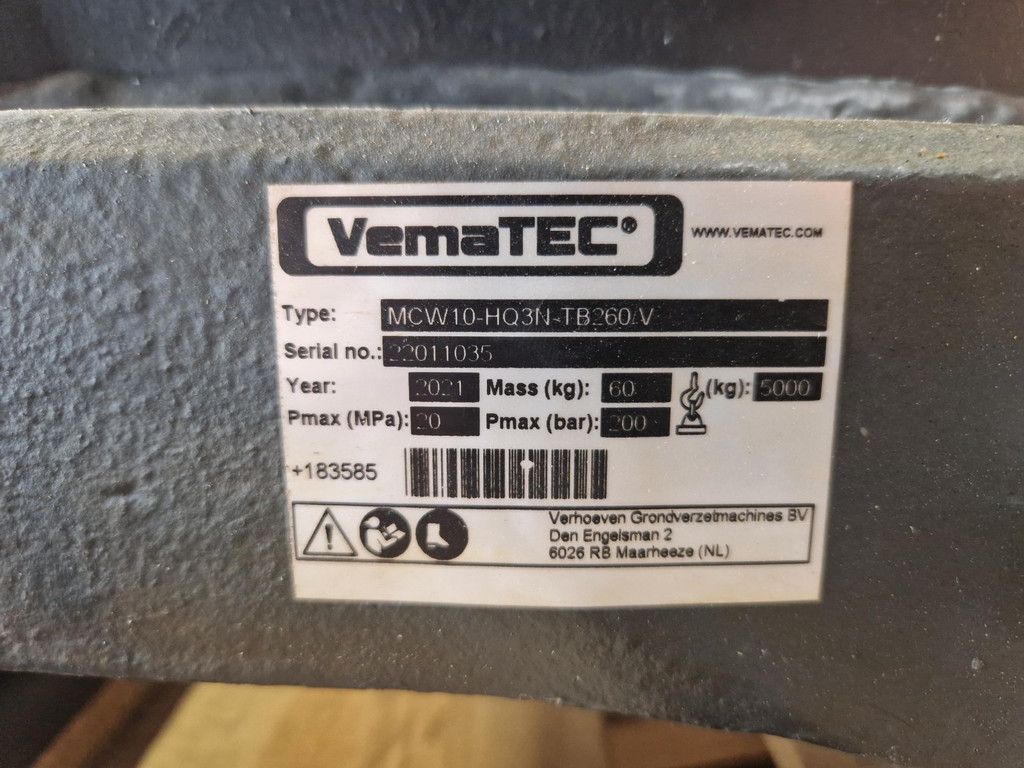 VemaTEC®
WWW.VEMATEC.COM
Type: MCW10-HQ3N-TB260/V
Serial no.: 22011035
Year: 2021 Mass (kg): 60 (kg): 5000
Pmax (MPa): 20 Pmax (bar): 200
+183585
Verhoeven Grondverzetmachines BV
Den Engelsman 2
6026 RB Maarheeze (NL)